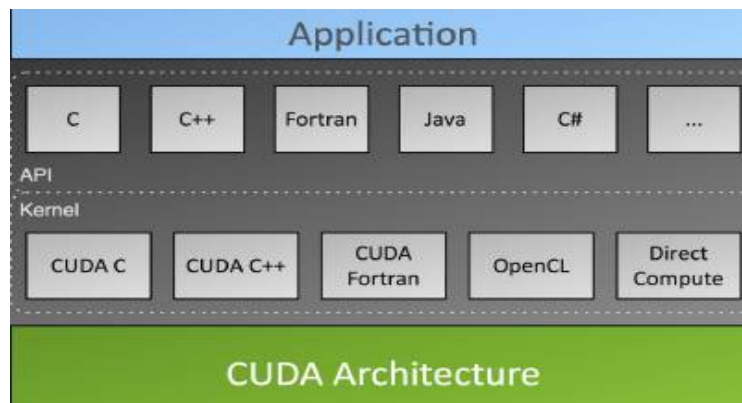 Application
C C++ Fortran Java C# ...
API
Kernel
CUDA C CUDA C++ CUDA Fortran OpenCL Direct Compute
CUDA Architecture